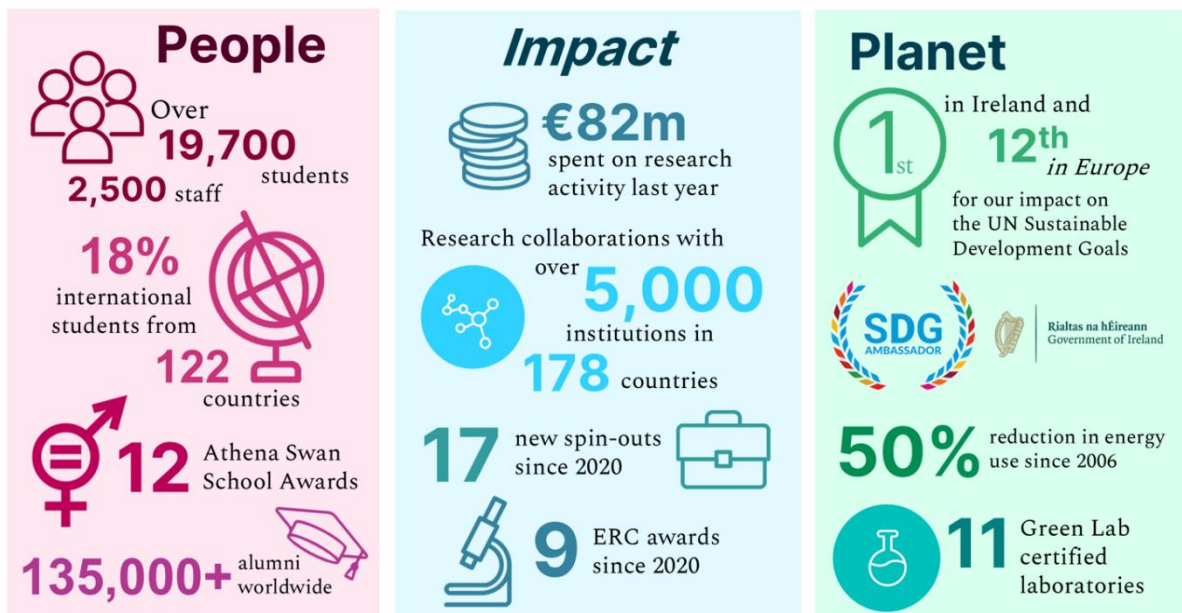 People
Over
19,700
students
2,500 staff
18%
international
students from
122
countries
12
Athena Swan
School Awards
135,000+
alumni
worldwide
Impact
€82m
spent on research
activity last year
Research collaborations with
over
5,000
institutions in
178 countries
17
new spin-outs
since 2020
9
ERC awards
since 2020
Planet
1st
in Ireland and
12th
in Europe
for our impact on
the UN Sustainable
Development Goals
SDG
AMBASSADOR
Rialtas na hÉireann
Government of Ireland
50%
reduction in energy
use since 2006
11
Green Lab
certified
laboratories